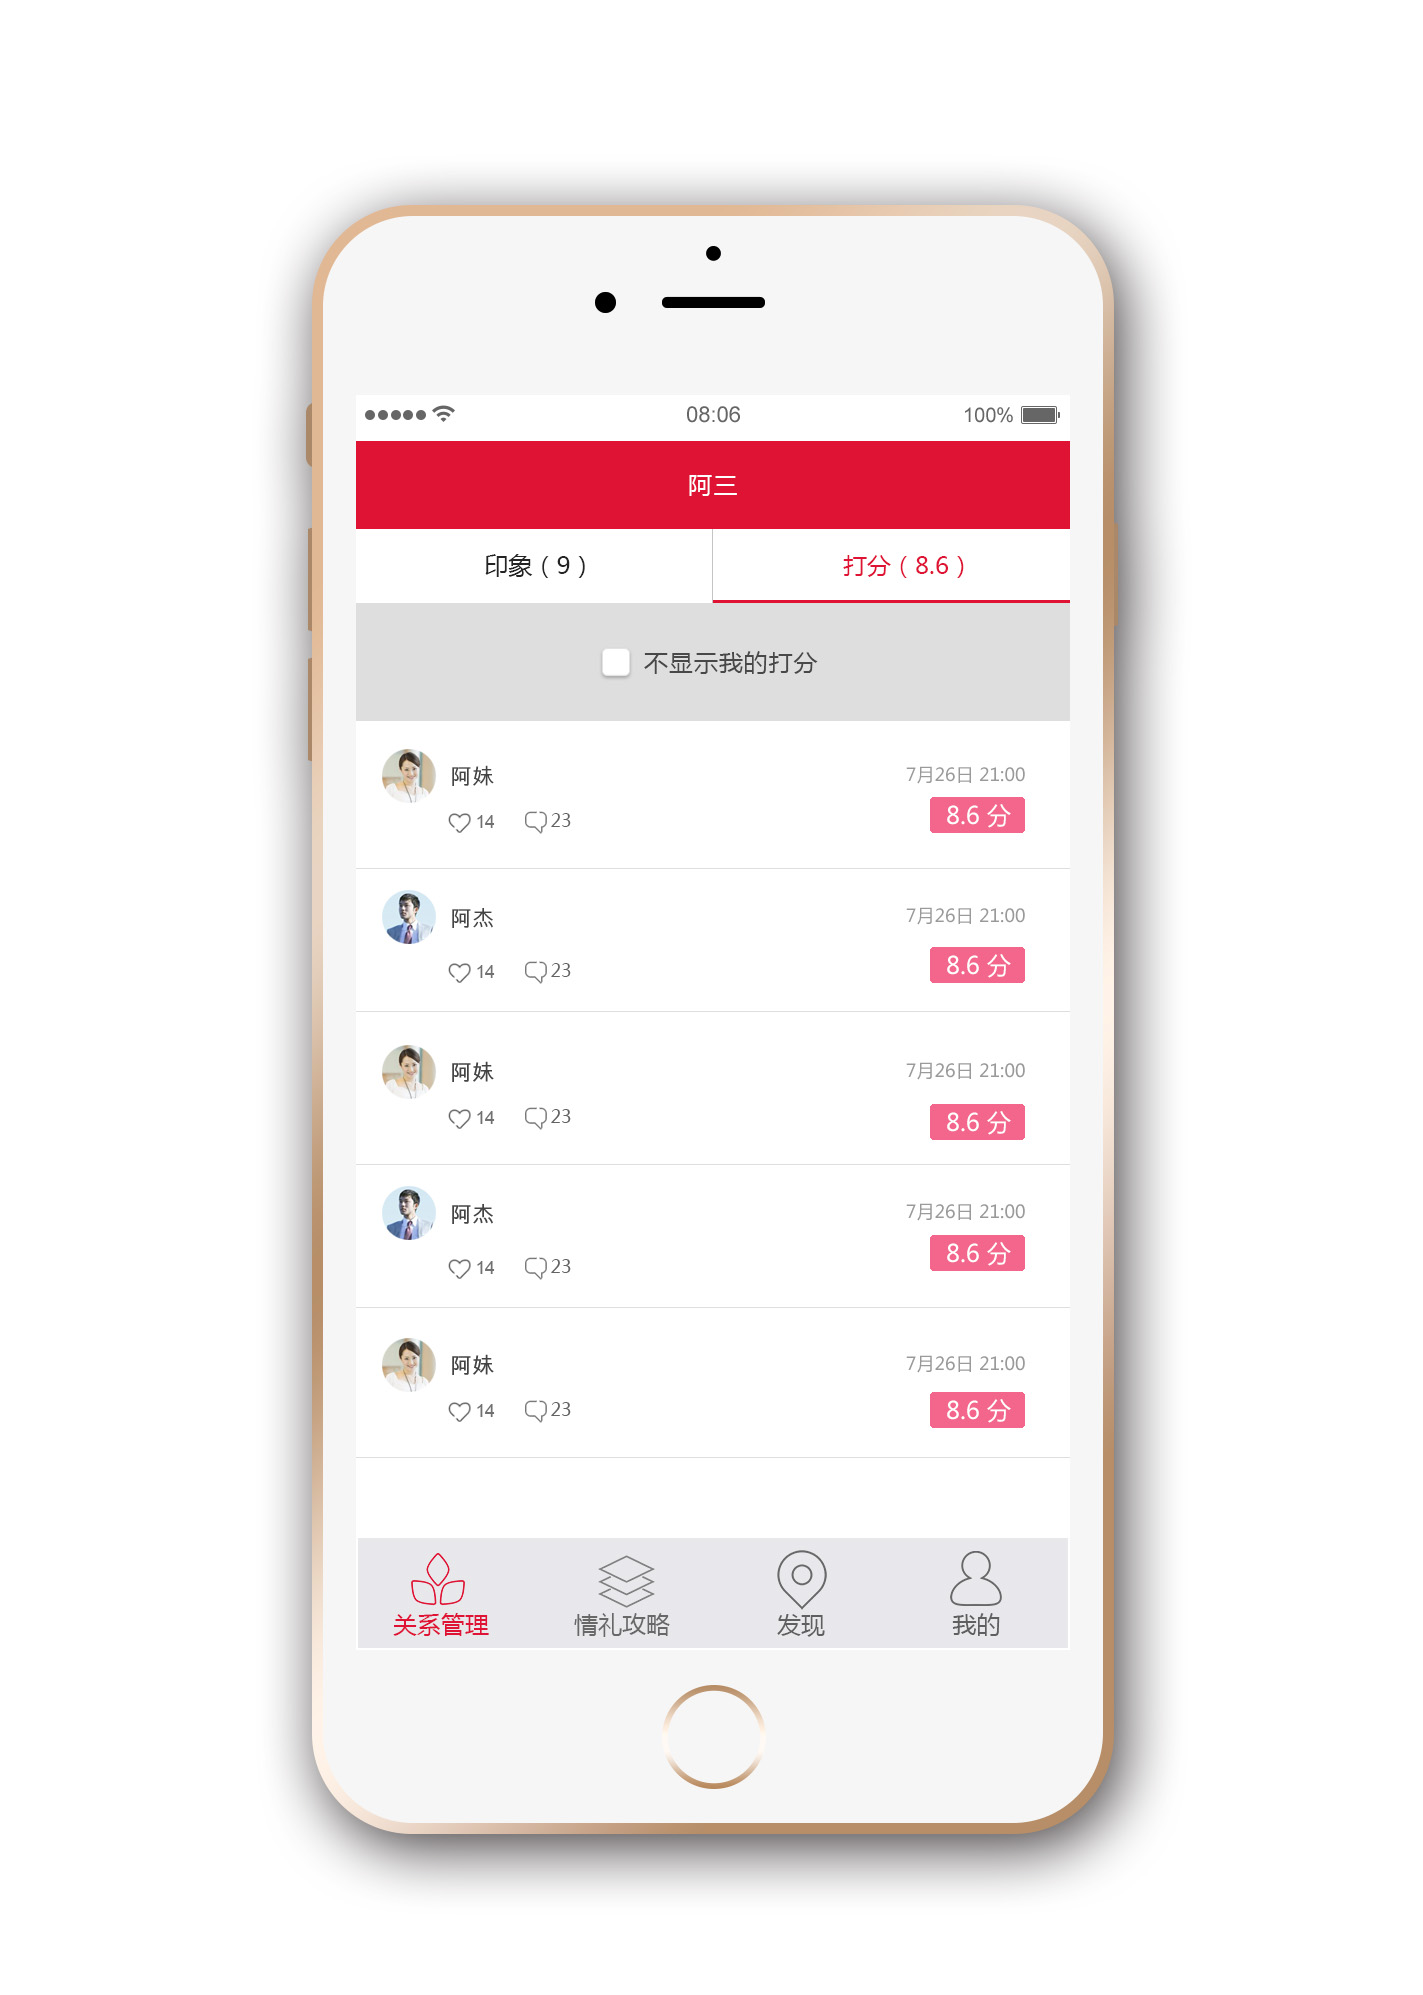 08:06 100%
阿三
印象（9） 打分（8.6）
不显示我的打分
阿妹 7月26日 21:00
14 23 8.6 分
阿杰 7月26日 21:00
14 23 8.6 分
阿妹 7月26日 21:00
14 23 8.6 分
阿杰 7月26日 21:00
14 23 8.6 分
阿妹 7月26日 21:00
14 23 8.6 分
关系管理 情礼攻略 发现 我的